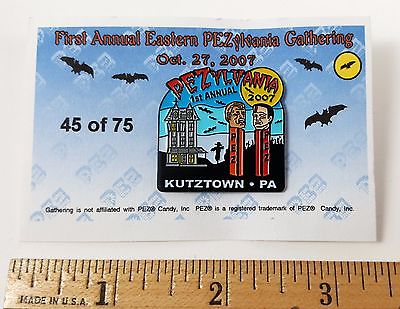 First Annual Eastern PEZylvania Gathering
Oct. 27, 2007
PEZYLVANIA
1st ANNUAL
2007
45 of 75
PEZ
PEZ
KUTZTOWN • PA
Gathering is not affiliated with PEZ® Candy, Inc  PEZ® is a registered trademark of PEZ® Candy, Inc.
1
2
3
MADE IN U.S.A.